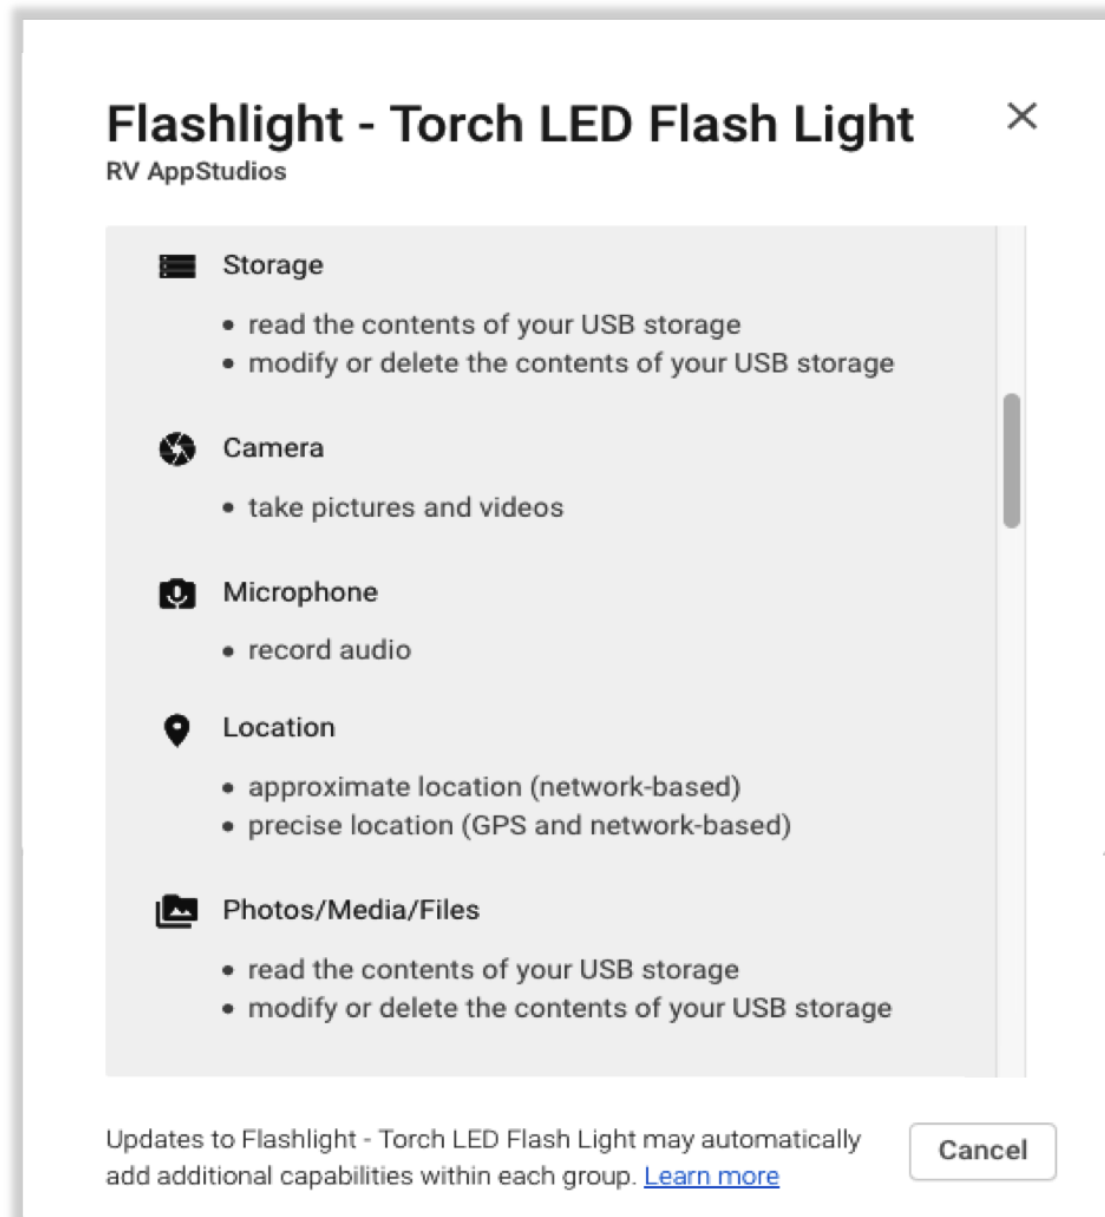 Flashlight - Torch LED Flash Light
RV AppStudios
Storage
• read the contents of your USB storage
• modify or delete the contents of your USB storage
Camera
• take pictures and videos
Microphone
• record audio
Location
• approximate location (network-based)
• precise location (GPS and network-based)
Photos/Media/Files
• read the contents of your USB storage
• modify or delete the contents of your USB storage
Updates to Flashlight - Torch LED Flash Light may automatically
add additional capabilities within each group. Learn more
Cancel